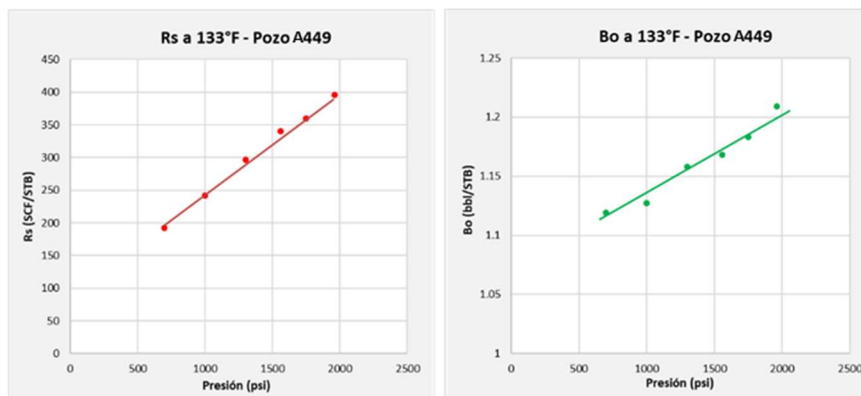 Rs a 133°F - Pozo A449
450
400
350
300
250
200
150
100
50
0
Rs (SCF/STB)
0 500 1000 1500 2000 2500
Presión (psi)
Bo a 133°F - Pozo A449
1.25
1.2
1.15
1.1
1.05
1
Bo (bbl/STB)
0 500 1000 1500 2000 2500
Presión (psi)